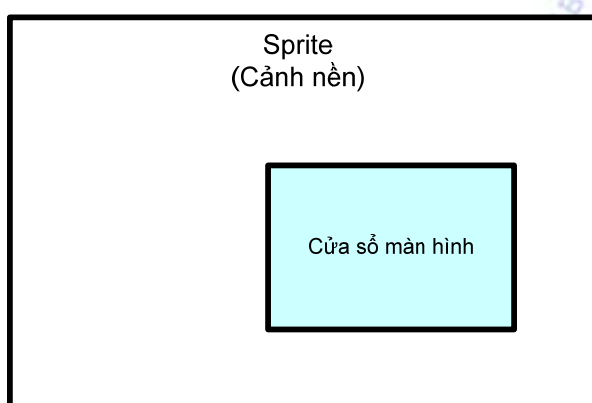 Sprite
(Cảnh nền)
Cửa sổ màn hình